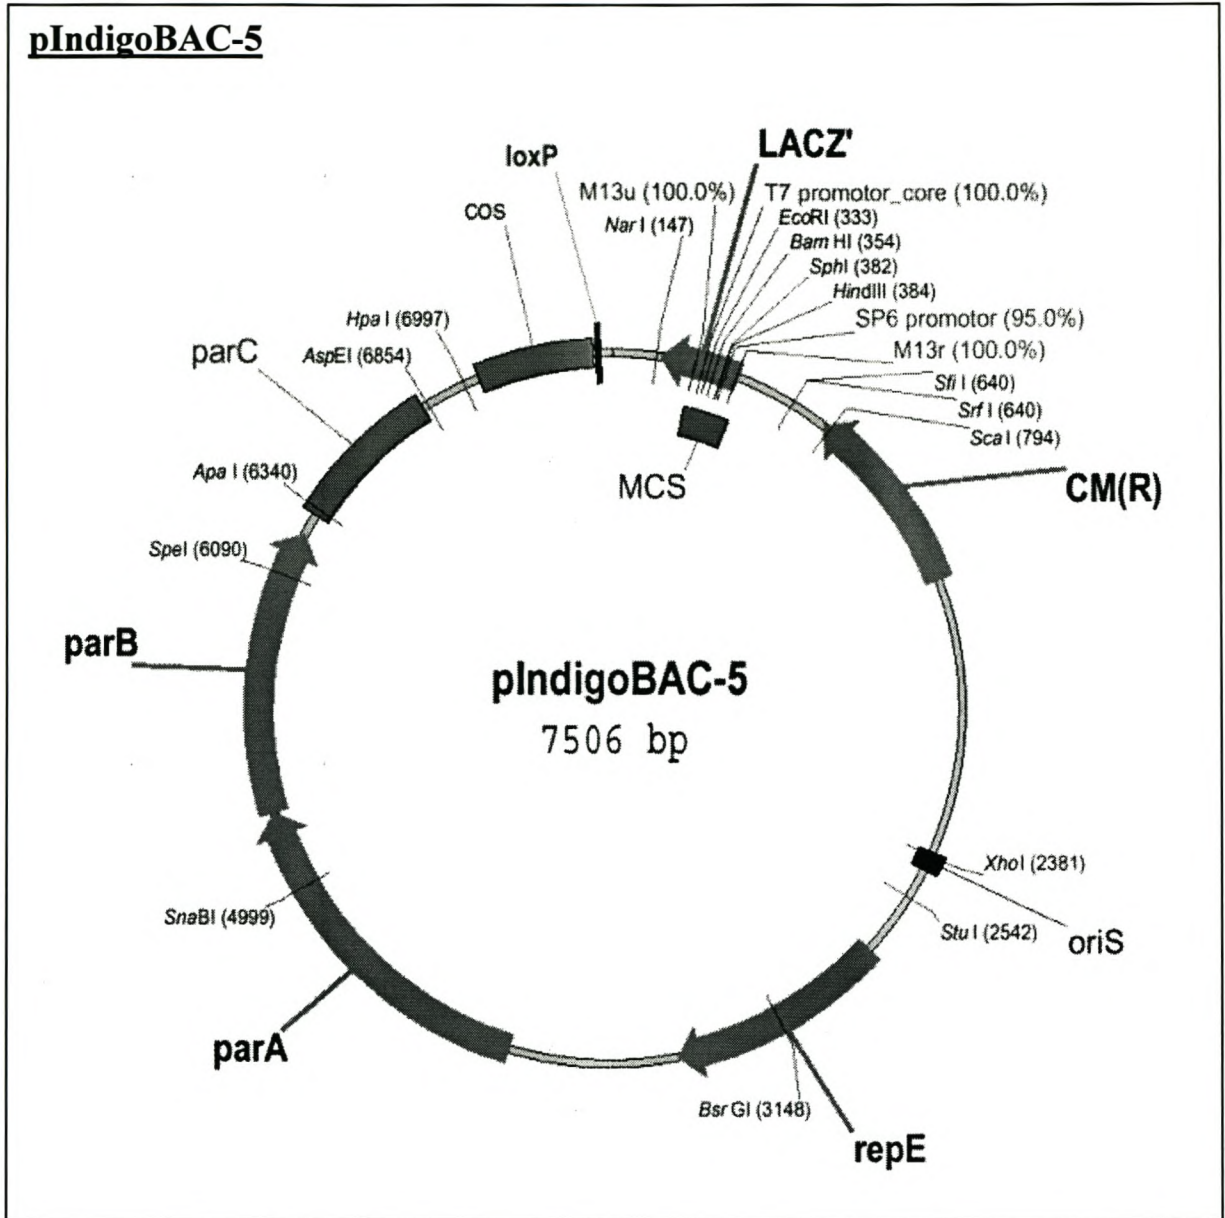 pIndigoBAC-5
LACZ'
loxP
M13u (100.0%)
T7 promotor_core (100.0%)
cos
Nar I (147)
EcoRI (333)
Bam HI (354)
SphI (382)
HindIII (384)
Hpa I (6997)
SP6 promotor (95.0%)
parC
AspEI (6854)
M13r (100.0%)
Sfi I (640)
Srf I (640)
Sca I (794)
Apa I (6340)
MCS
CM(R)
SpeI (6090)
parB
pIndigoBAC-5
7506 bp
XhoI (2381)
SnaBI (4999)
Stu I (2542)
oriS
parA
Bsr GI (3148)
repE